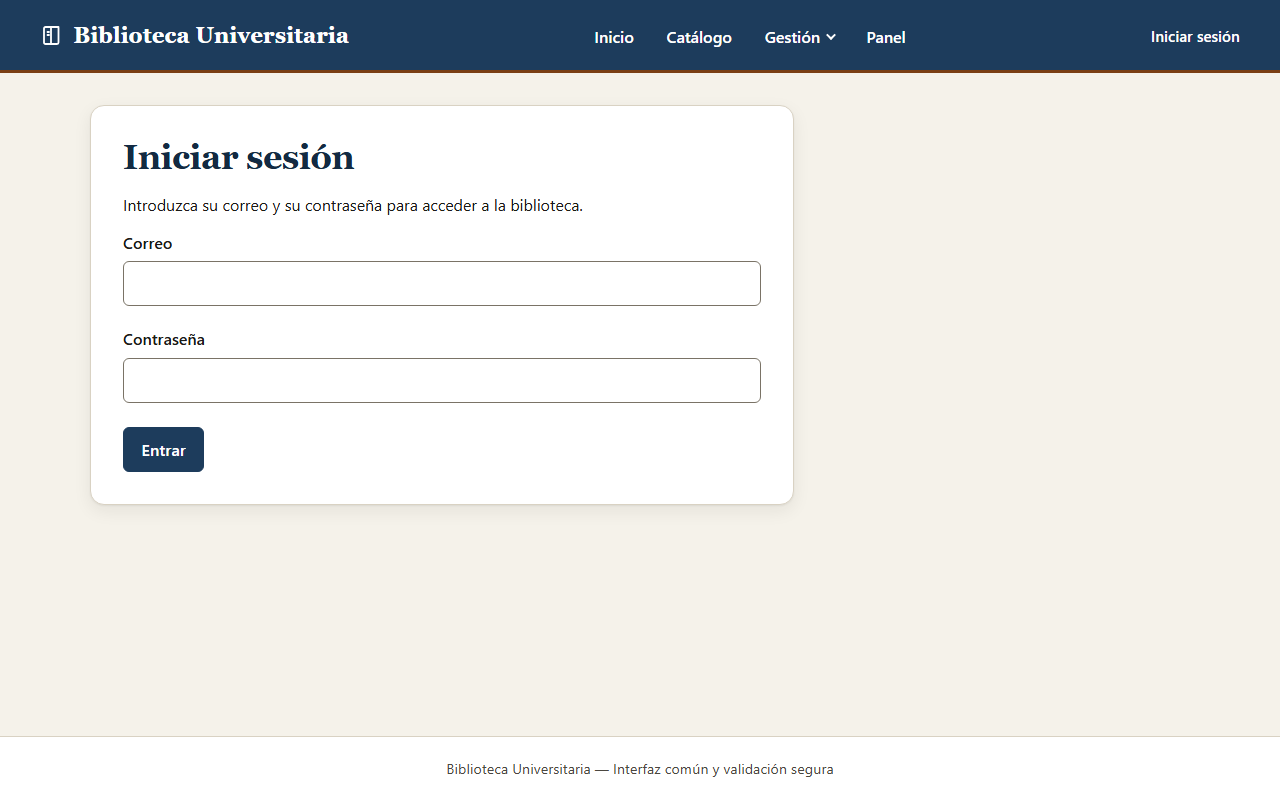 Biblioteca Universitaria
Inicio
Catálogo
Gestión
Panel
Iniciar sesión
Iniciar sesión
Introduzca su correo y su contraseña para acceder a la biblioteca.
Correo
Contraseña
Entrar
Biblioteca Universitaria — Interfaz común y validación segura